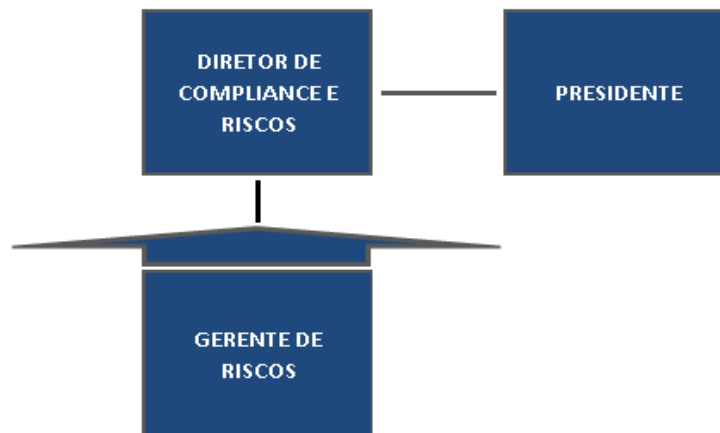 DIRETOR DE
COMPLIANCE E
RISCOS
PRESIDENTE
GERENTE DE
RISCOS